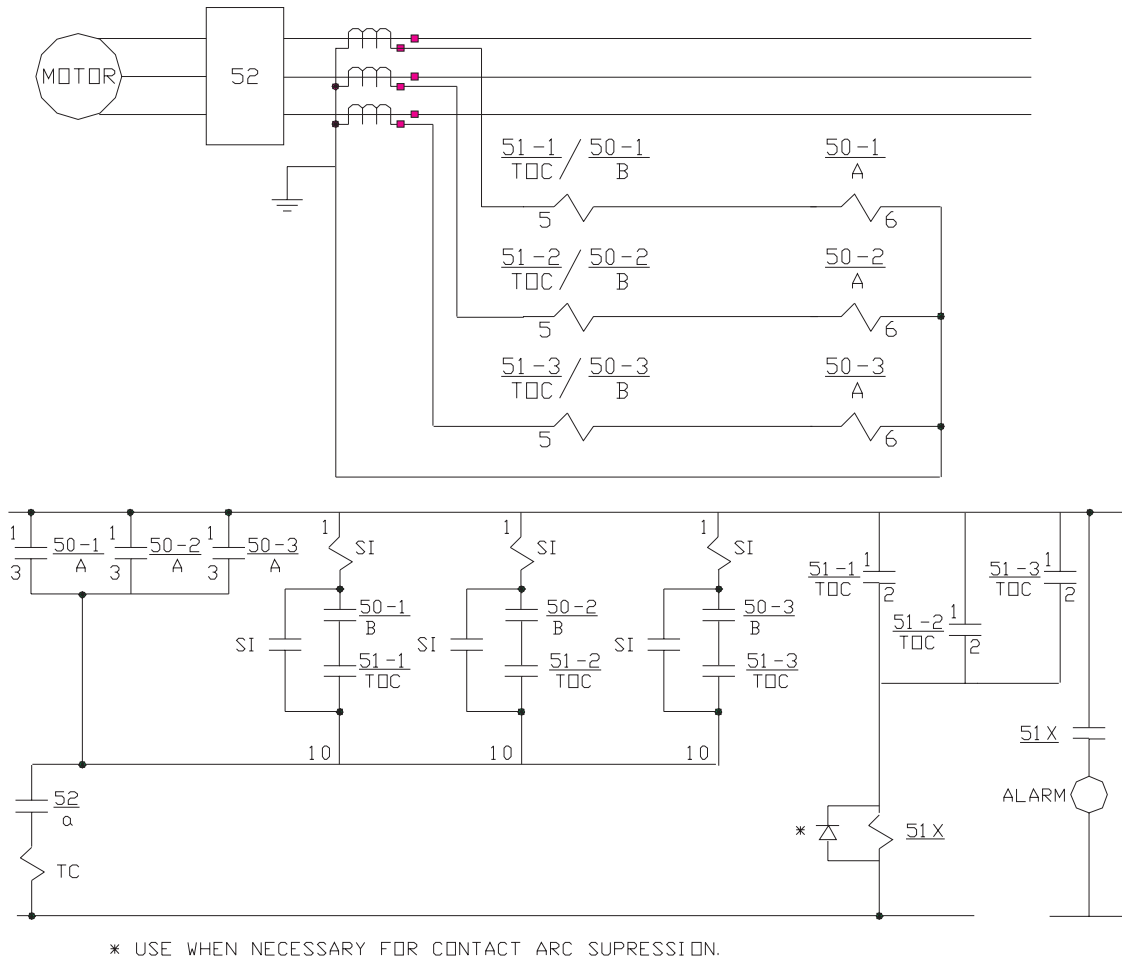 MOTOR
52
51-1/TOC / 50-1/B
50-1/A
5
6
51-2/TOC / 50-2/B
50-2/A
5
6
51-3/TOC / 50-3/B
50-3/A
5
6
1
50-1/A
3
1
50-2/A
3
1
50-3/A
3
1
SI
50-1/B
SI
51-1/TOC
10
1
SI
50-2/B
SI
51-2/TOC
10
1
SI
50-3/B
SI
51-3/TOC
10
51-1/TOC
1
2
51-2/TOC
1
2
51-3/TOC
1
2
51X
ALARM
52/a
TC
*
51X
* USE WHEN NECESSARY FOR CONTACT ARC SUPRESSION.